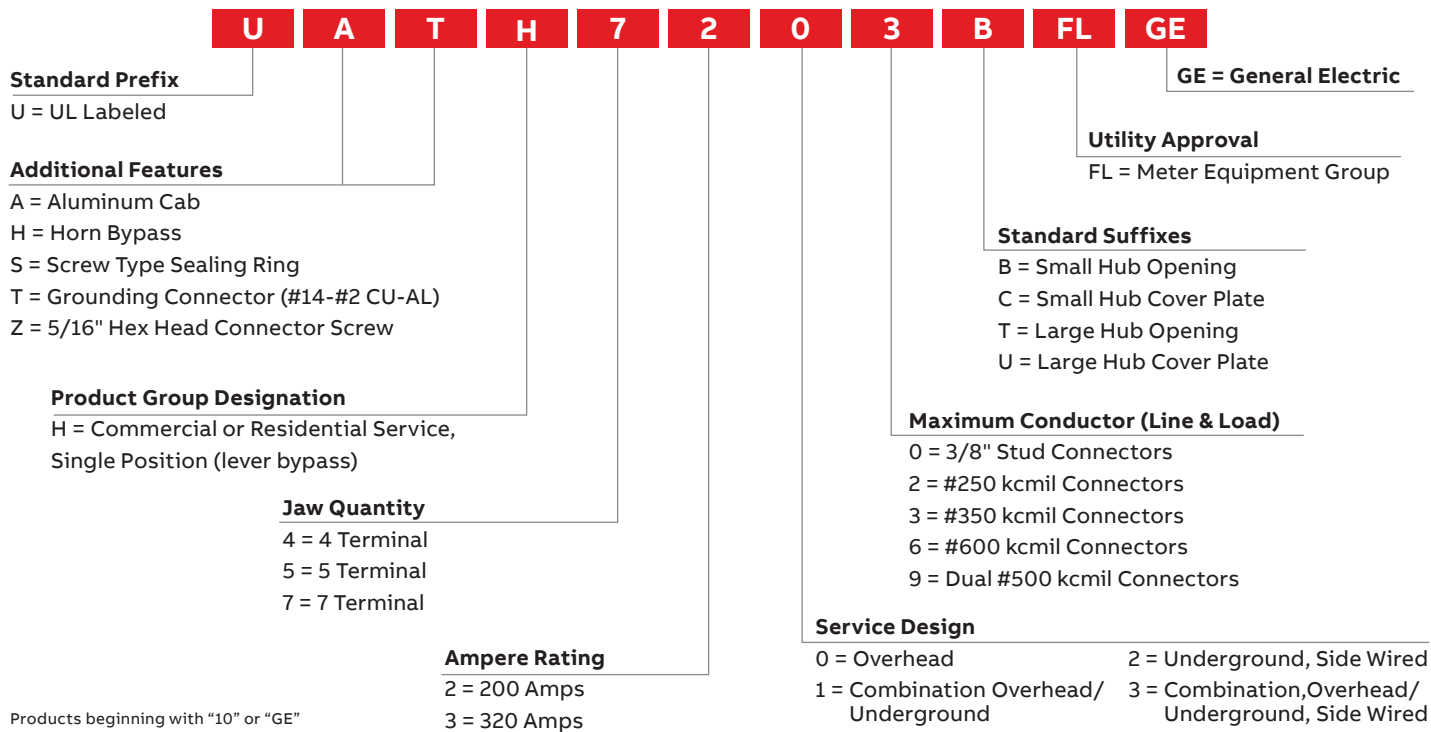 U A T H 7 2 0 3 B FL GE
Standard Prefix
U = UL Labeled
Additional Features
A = Aluminum Cab
H = Horn Bypass
S = Screw Type Sealing Ring
T = Grounding Connector (#14-#2 CU-AL)
Z = 5/16" Hex Head Connector Screw
Product Group Designation
H = Commercial or Residential Service,
Single Position (lever bypass)
Jaw Quantity
4 = 4 Terminal
5 = 5 Terminal
7 = 7 Terminal
Ampere Rating
2 = 200 Amps
3 = 320 Amps
GE = General Electric
Utility Approval
FL = Meter Equipment Group
Standard Suffixes
B = Small Hub Opening
C = Small Hub Cover Plate
T = Large Hub Opening
U = Large Hub Cover Plate
Maximum Conductor (Line & Load)
0 = 3/8" Stud Connectors
2 = #250 kcmil Connectors
3 = #350 kcmil Connectors
6 = #600 kcmil Connectors
9 = Dual #500 kcmil Connectors
Service Design
0 = Overhead
1 = Combination Overhead/
Underground
2 = Underground, Side Wired
3 = Combination,Overhead/
Underground, Side Wired
Products beginning with “10” or “GE”